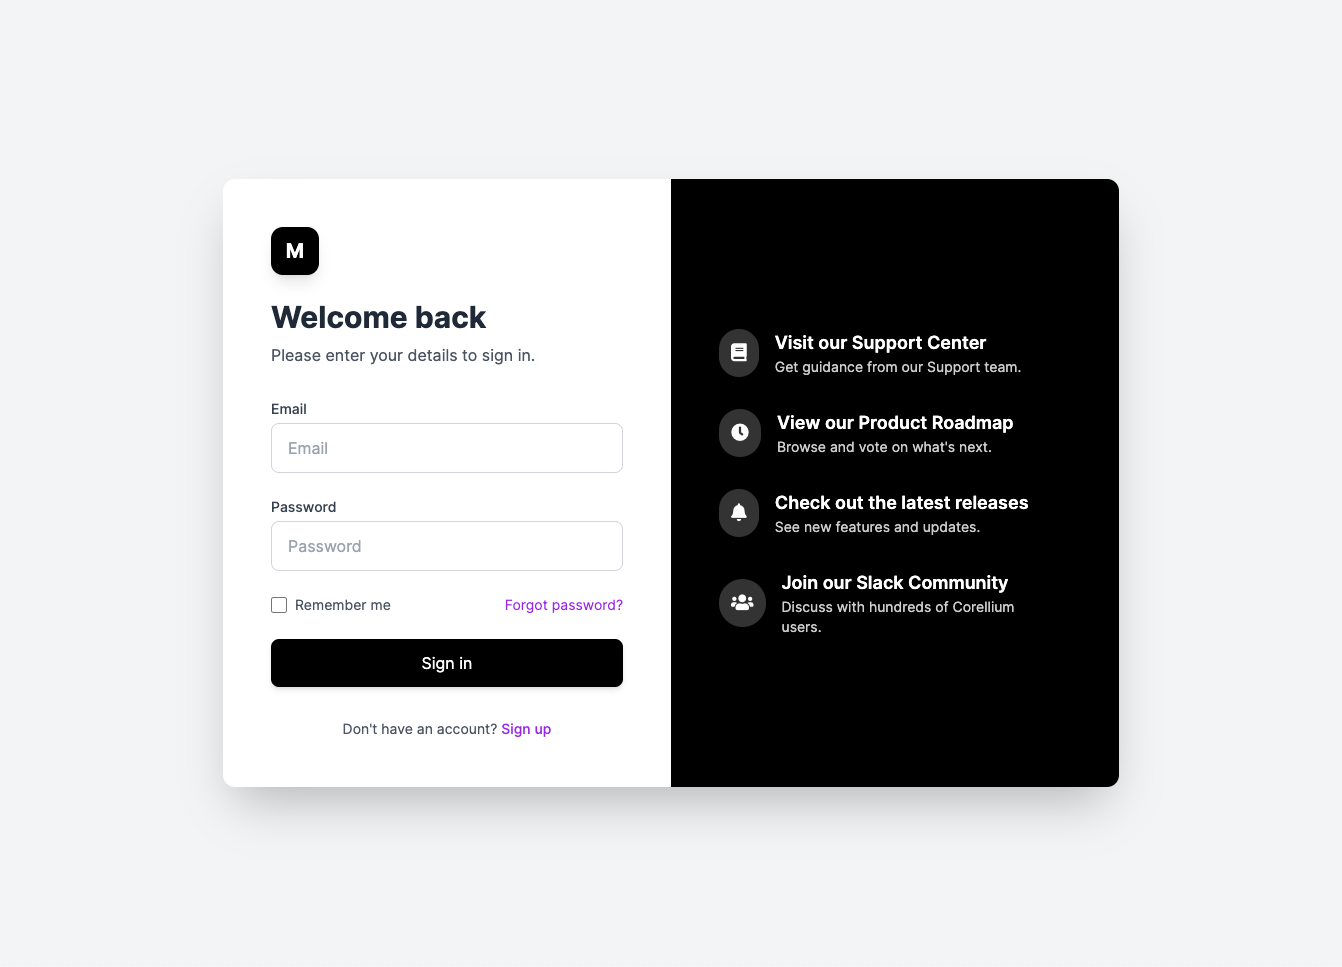 M
Welcome back
Please enter your details to sign in.
Email
Email
Password
Password
Remember me
Forgot password?
Sign in
Don't have an account? Sign up
Visit our Support Center
Get guidance from our Support team.
View our Product Roadmap
Browse and vote on what's next.
Check out the latest releases
See new features and updates.
Join our Slack Community
Discuss with hundreds of Corellium
users.